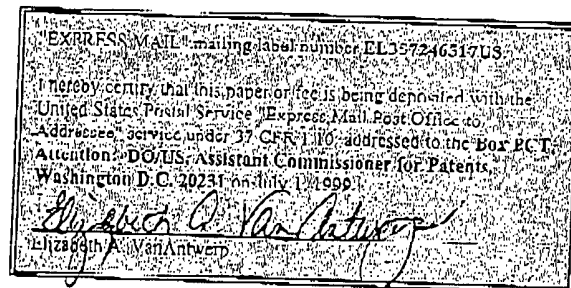 "EXPRESS MAIL" mailing label number EL357246517US
I hereby certify that this paper or fee is being deposited with the
United States Postal Service "Express Mail Post Office to
Addressee" service under 37 CFR 1.10, addressed to the Box PCT,
Attention: DO/US, Assistant Commissioner for Patents,
Washington D.C. 20231 on July 1, 1999.
Elizabeth A. VanAntwerp
Elizabeth A. VanAntwerp